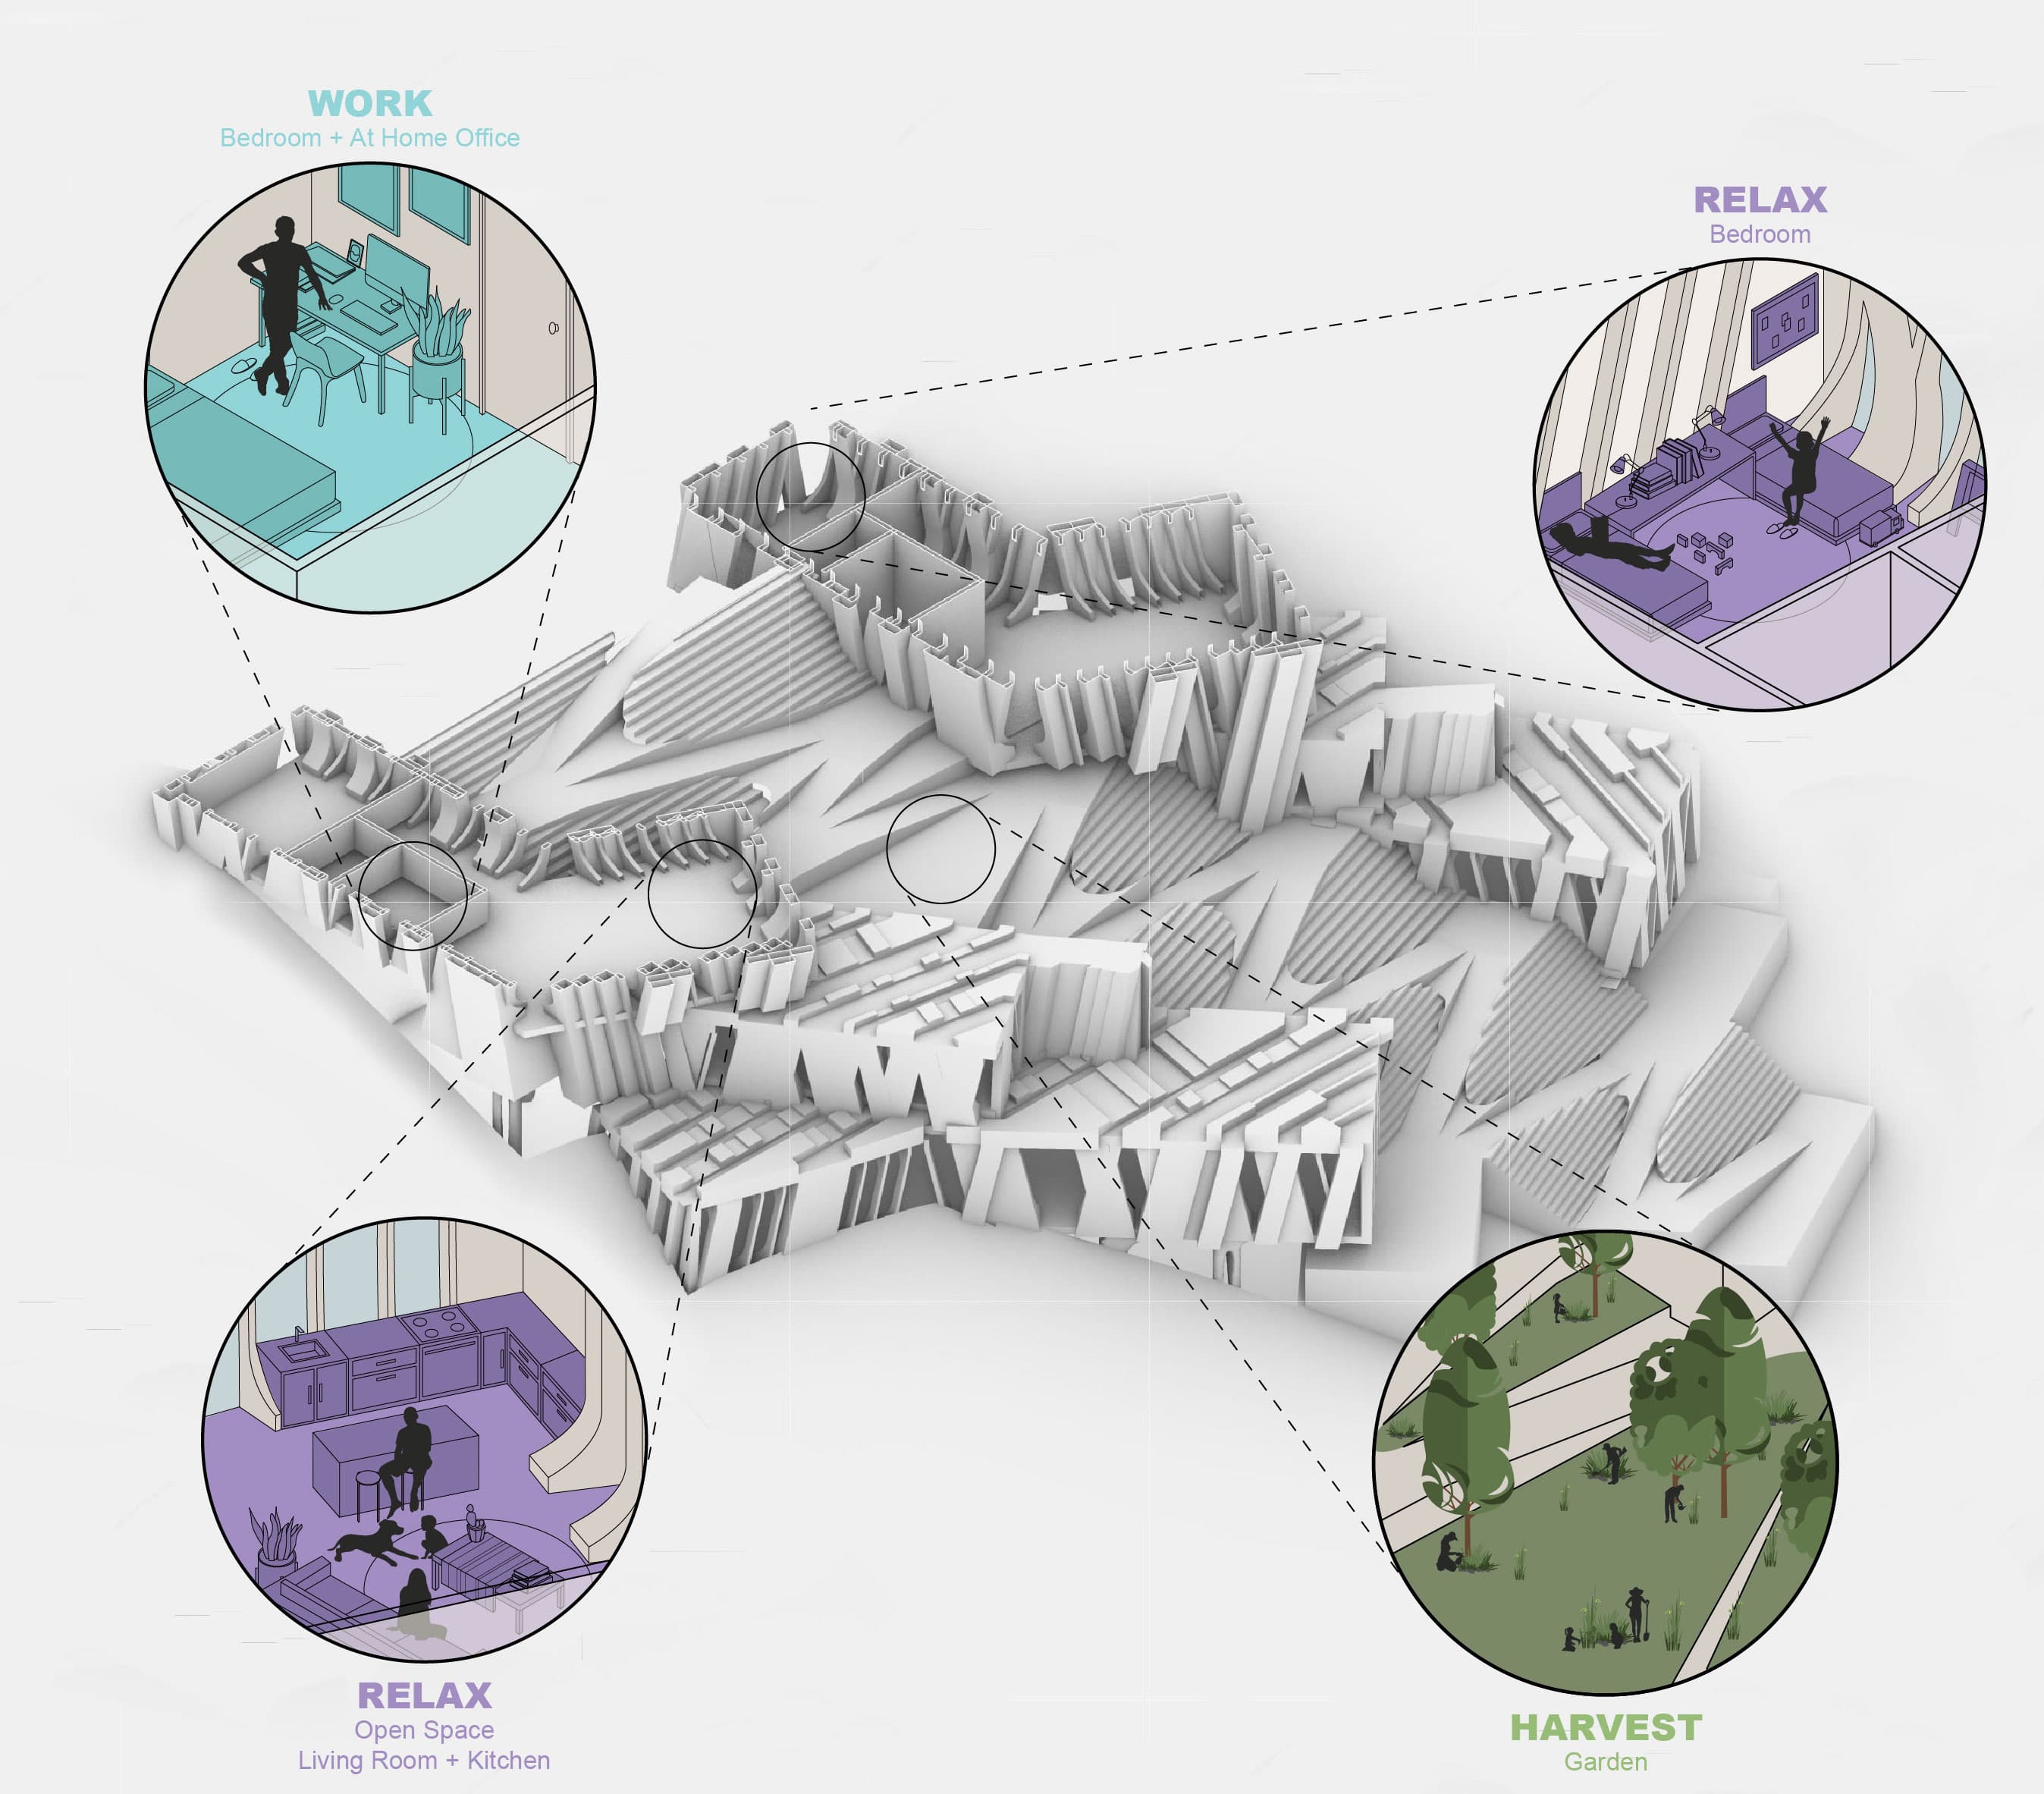 WORK
Bedroom + At Home Office
RELAX
Bedroom
RELAX
Open Space
Living Room + Kitchen
HARVEST
Garden